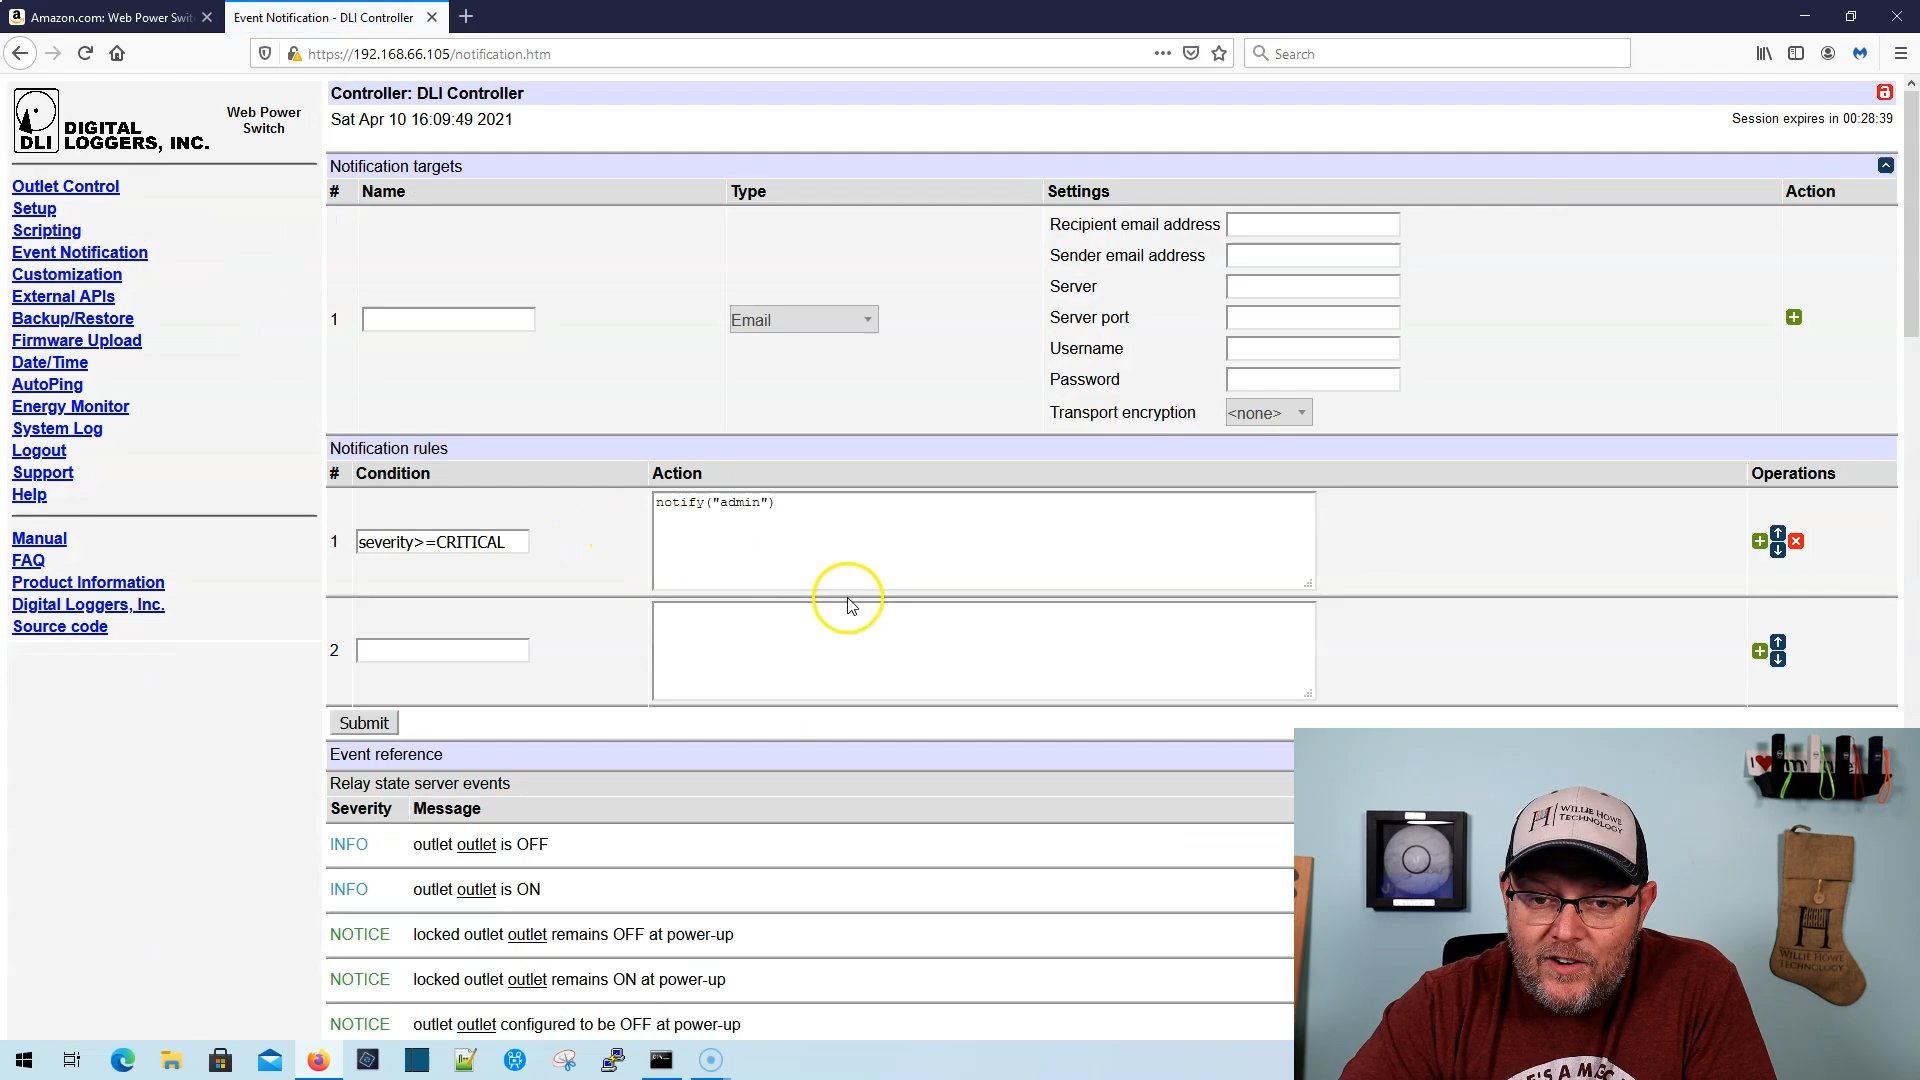 Amazon.com: Web Power Swit
Event Notification - DLI Controller
https://192.168.66.105/notification.htm
Search
DLI
DIGITAL
LOGGERS, INC.
Web Power
Switch
Outlet Control
Setup
Scripting
Event Notification
Customization
External APIs
Backup/Restore
Firmware Upload
Date/Time
AutoPing
Energy Monitor
System Log
Logout
Support
Help
Manual
FAQ
Product Information
Digital Loggers, Inc.
Source code
Controller: DLI Controller
Sat Apr 10 16:09:49 2021
Session expires in 00:28:39
Notification targets
# Name Type Settings Action
Recipient email address
Sender email address
Server
Server port
1 Email
Username
Password
Transport encryption <none>
Notification rules
# Condition Action Operations
notify("admin")
1 severity>=CRITICAL
2
Submit
Event reference
Relay state server events
Severity Message
INFO outlet outlet is OFF
INFO outlet outlet is ON
NOTICE locked outlet outlet remains OFF at power-up
NOTICE locked outlet outlet remains ON at power-up
NOTICE outlet outlet configured to be OFF at power-up
WILLIE HOWE
TECHNOLOGY
WILLIE HOWE
TECHNOLOGY